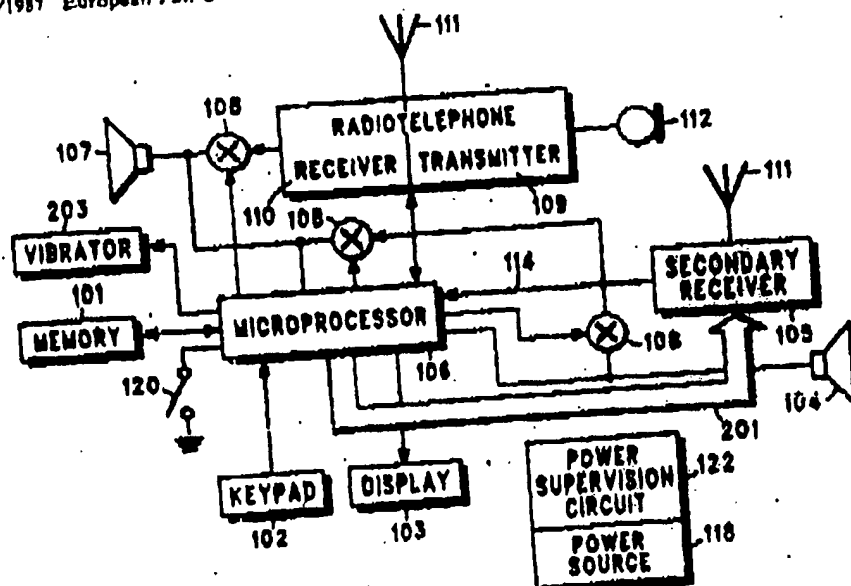 /1987 European
111
108
107
RADIOTELEPHONE
RECEIVER TRANSMITTER
112
110
109
111
203
108
VIBRATOR
114
SECONDARY
RECEIVER
101
MICROPROCESSOR
105
MEMORY
108
106
120
104
201
KEYPAD
DISPLAY
102
103
POWER
SUPERVISION
CIRCUIT
122
POWER
SOURCE
118